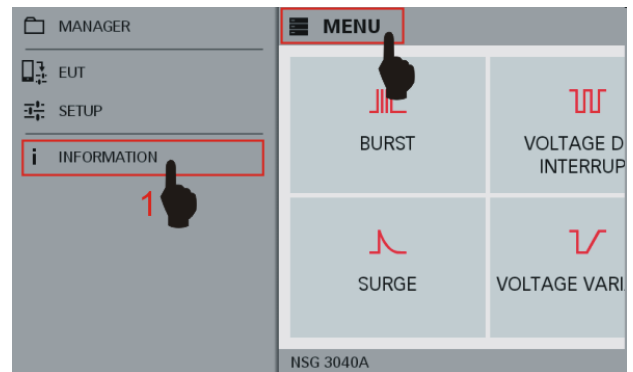 MANAGER
EUT
SETUP
INFORMATION
1
MENU
BURST
VOLTAGE D
INTERRUP
SURGE
VOLTAGE VARI
NSG 3040A